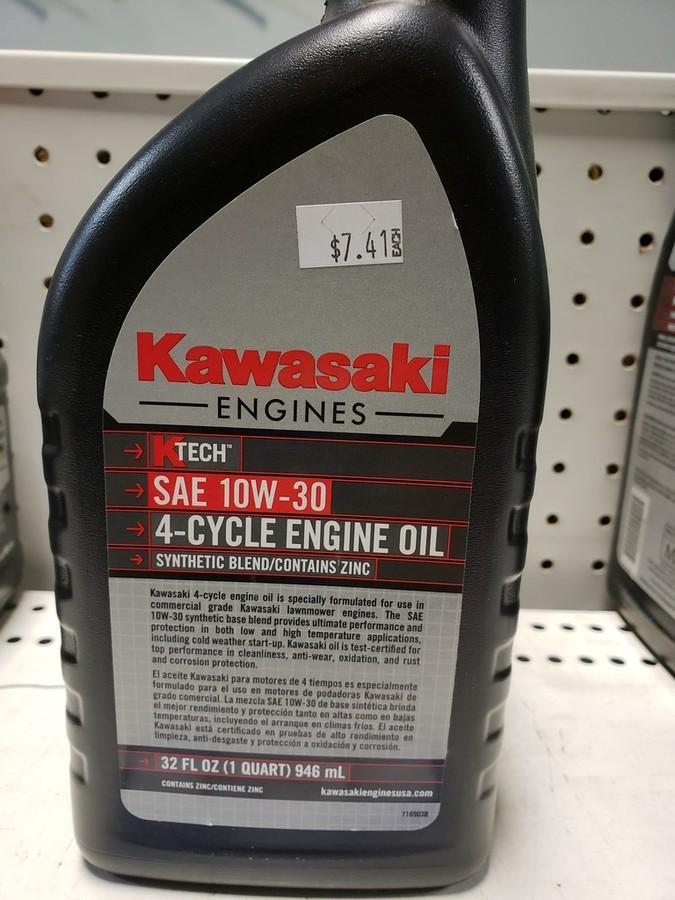 $7.41 EACH
Kawasaki
ENGINES
KTECH™
SAE 10W-30
4-CYCLE ENGINE OIL
SYNTHETIC BLEND/CONTAINS ZINC
Kawasaki 4-cycle engine oil is specially formulated for use in
commercial grade Kawasaki lawnmower engines. The SAE
10W-30 synthetic base blend provides ultimate performance and
protection in both low and high temperature applications,
including cold weather start-up. Kawasaki oil is test-certified for
top performance in cleanliness, anti-wear, oxidation, and rust
and corrosion protection.
El aceite Kawasaki para motores de 4 tiempos es especialmente
formulado para el uso en motores de podadoras Kawasaki de
grado comercial. La mezcla SAE 10W-30 de base sintética brinda
el mejor rendimiento y protección tanto en altas como en bajas
temperaturas, incluyendo el arranque en climas fríos. El aceite
Kawasaki está certificado en pruebas de alto rendimiento en
limpieza, anti-desgaste y protección a oxidación y corrosión.
32 FL OZ (1 QUART) 946 mL
CONTAINS ZINC/CONTIENE ZINC
kawasakienginesusa.com
716903B